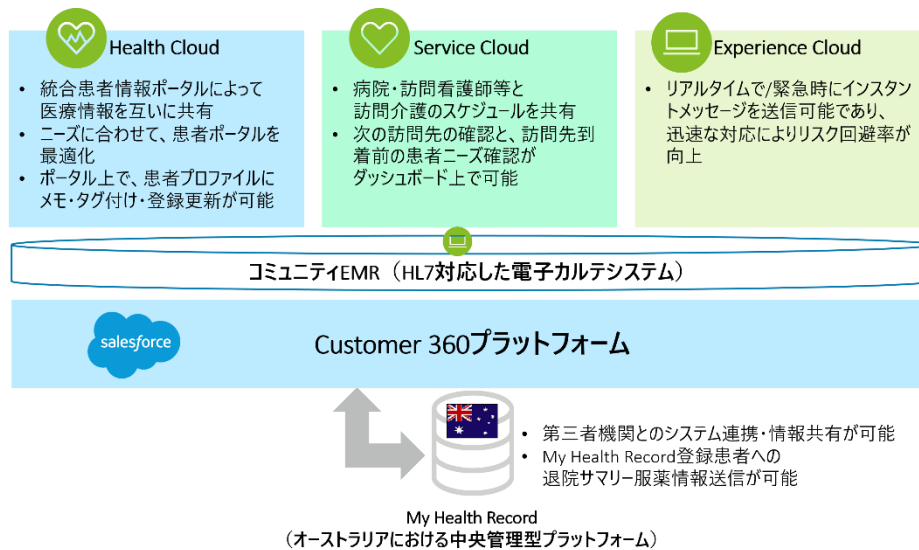 Health Cloud
• 統合患者情報ポータルによって
医療情報を互いに共有
• ニーズに合わせて、患者ポータルを
最適化
• ポータル上で、患者プロファイルに
メモ・タグ付け・登録更新が可能
Service Cloud
• 病院・訪問看護師等と
訪問介護のスケジュールを共有
• 次の訪問先の確認と、訪問先到
着前の患者ニーズ確認が
ダッシュボード上で可能
Experience Cloud
• リアルタイムで/緊急時にインスタン
トメッセージを送信可能であり、
迅速な対応によりリスク回避率が
向上
コミュニティEMR（HL7対応した電子カルテシステム）
salesforce
Customer 360プラットフォーム
• 第三者機関とのシステム連携・情報共有が可能
• My Health Record登録患者への
退院サマリー服薬情報送信が可能
My Health Record
（オーストラリアにおける中央管理型プラットフォーム）